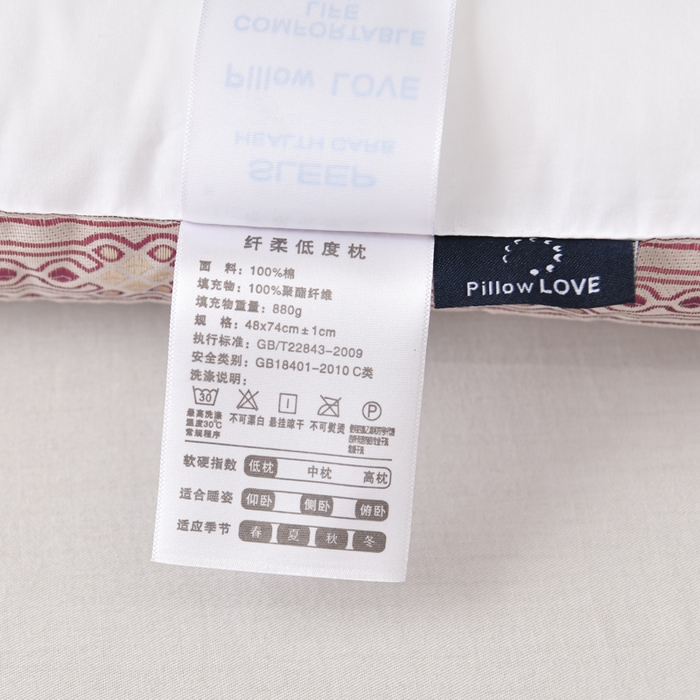 LIFE
COMFORTABLE
Pillow LOVE
HEALTH CARE
SLEEP
纤柔低度枕
面 料：100%棉
填充物：100%聚酯纤维
填充物重量：880g
规 格：48x74cm±1cm
执行标准：GB/T22843-2009
安全类别：GB18401-2010 C类
洗涤说明：
30
P
最高洗涤
温度30℃
常规程序
不可漂白
悬挂晾干
不可熨烫
软硬指数 低枕 中枕 高枕
适合睡姿 仰卧 侧卧 俯卧
适应季节 春 夏 秋 冬
Pillow LOVE